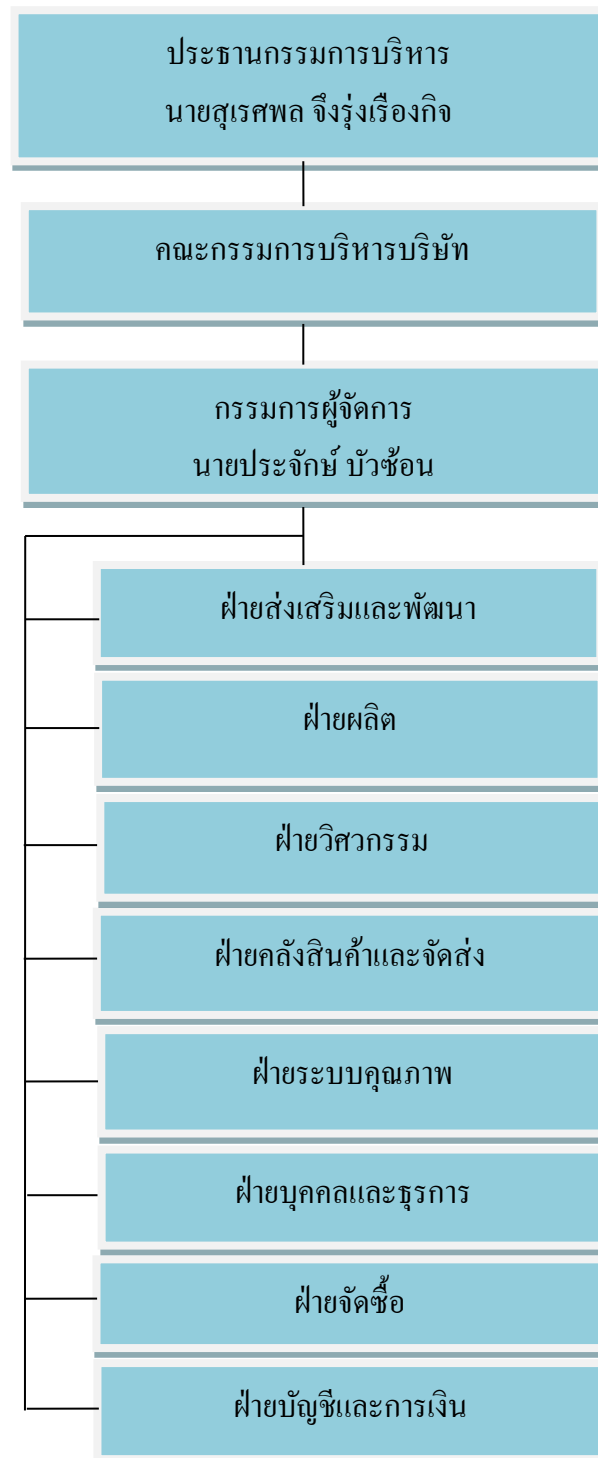 ประธานกรรมการบริหาร
นายสุเรศพล จึงรุ่งเรืองกิจ
คณะกรรมการบริหารบริษัท
กรรมการผู้จัดการ
นายประจักษ์ บัวซ้อน
ฝ่ายส่งเสริมและพัฒนา
ฝ่ายผลิต
ฝ่ายวิศวกรรม
ฝ่ายคลังสินค้าและจัดส่ง
ฝ่ายระบบคุณภาพ
ฝ่ายบุคคลและธุรการ
ฝ่ายจัดซื้อ
ฝ่ายบัญชีและการเงิน